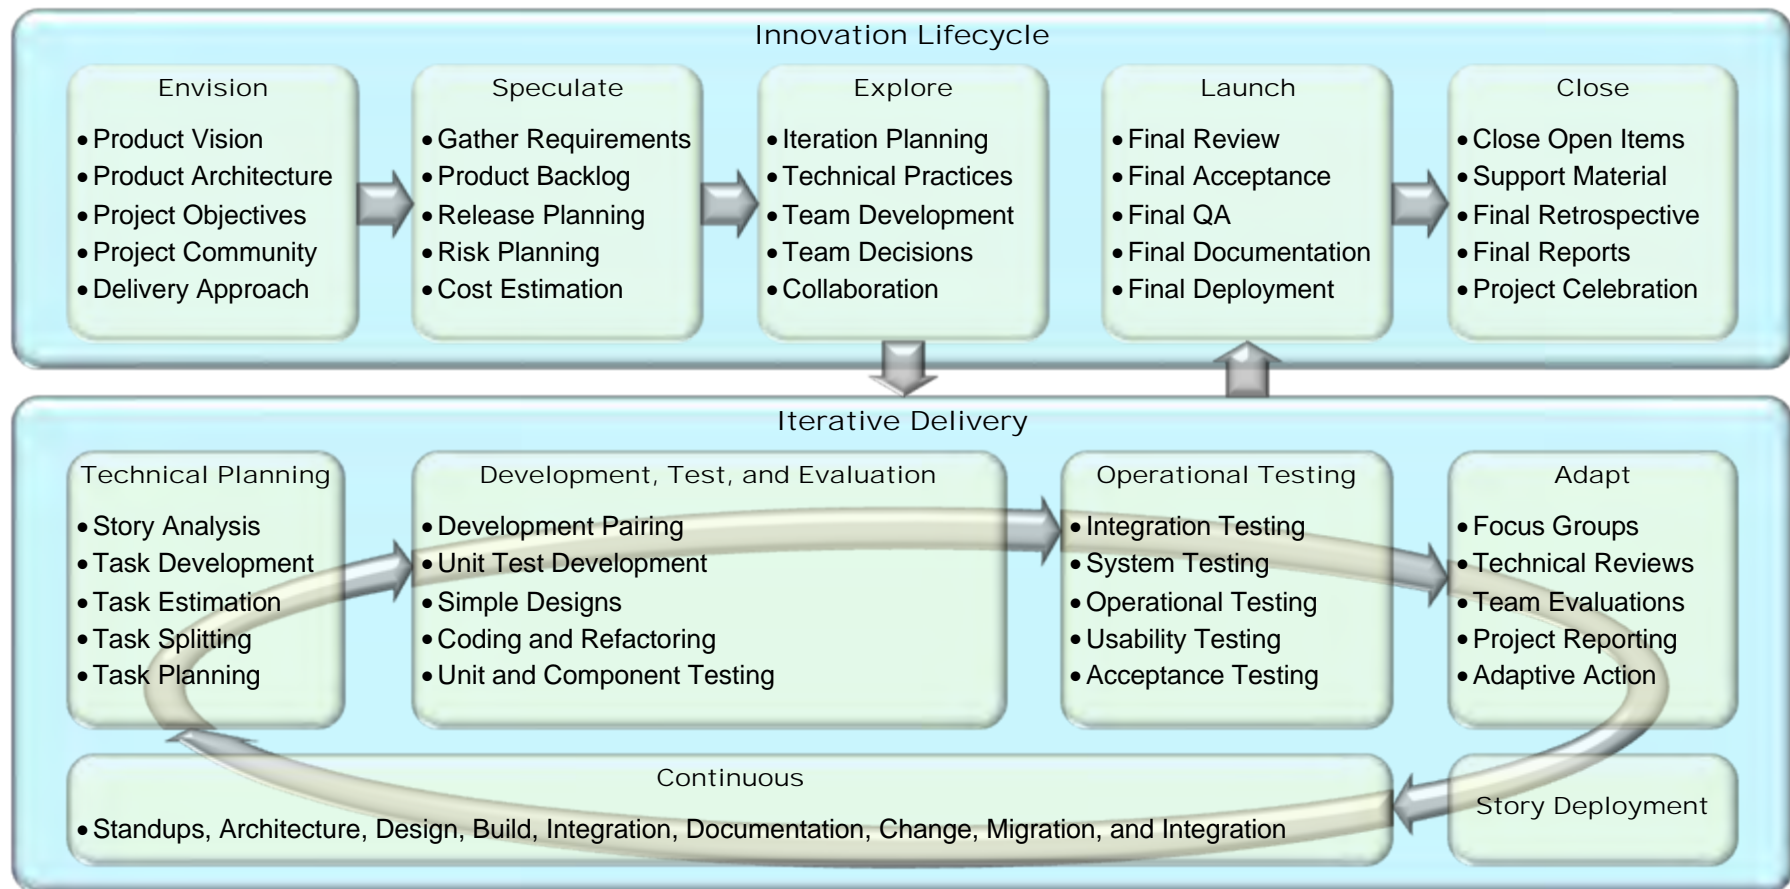 Innovation Lifecycle
Envision
• Product Vision
• Product Architecture
• Project Objectives
• Project Community
• Delivery Approach
Speculate
• Gather Requirements
• Product Backlog
• Release Planning
• Risk Planning
• Cost Estimation
Explore
• Iteration Planning
• Technical Practices
• Team Development
• Team Decisions
• Collaboration
Launch
• Final Review
• Final Acceptance
• Final QA
• Final Documentation
• Final Deployment
Close
• Close Open Items
• Support Material
• Final Retrospective
• Final Reports
• Project Celebration
Iterative Delivery
Technical Planning
• Story Analysis
• Task Development
• Task Estimation
• Task Splitting
• Task Planning
Development, Test, and Evaluation
• Development Pairing
• Unit Test Development
• Simple Designs
• Coding and Refactoring
• Unit and Component Testing
Operational Testing
• Integration Testing
• System Testing
• Operational Testing
• Usability Testing
• Acceptance Testing
Adapt
• Focus Groups
• Technical Reviews
• Team Evaluations
• Project Reporting
• Adaptive Action
Continuous
• Standups, Architecture, Design, Build, Integration, Documentation, Change, Migration, and Integration
Story Deployment